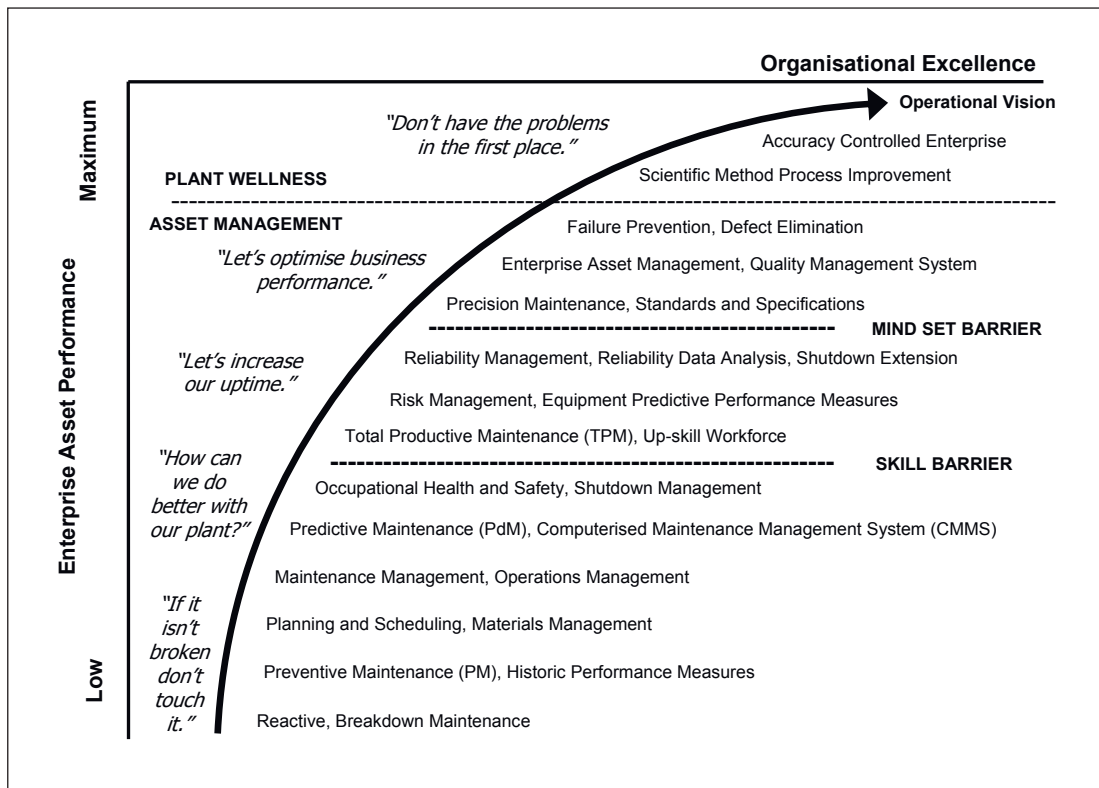 Organisational Excellence
Operational Vision
"Don't have the problems
in the first place."
Accuracy Controlled Enterprise
Scientific Method Process Improvement
PLANT WELLNESS
ASSET MANAGEMENT
Failure Prevention, Defect Elimination
"Let's optimise business
performance."
Enterprise Asset Management, Quality Management System
Precision Maintenance, Standards and Specifications
MIND SET BARRIER
"Let's increase
our uptime."
Reliability Management, Reliability Data Analysis, Shutdown Extension
Risk Management, Equipment Predictive Performance Measures
Total Productive Maintenance (TPM), Up-skill Workforce
SKILL BARRIER
"How can
we do
better with
our plant?"
Occupational Health and Safety, Shutdown Management
Predictive Maintenance (PdM), Computerised Maintenance Management System (CMMS)
Maintenance Management, Operations Management
"If it
isn't
broken
don't
touch
it."
Planning and Scheduling, Materials Management
Preventive Maintenance (PM), Historic Performance Measures
Reactive, Breakdown Maintenance
Maximum
Enterprise Asset Performance
Low